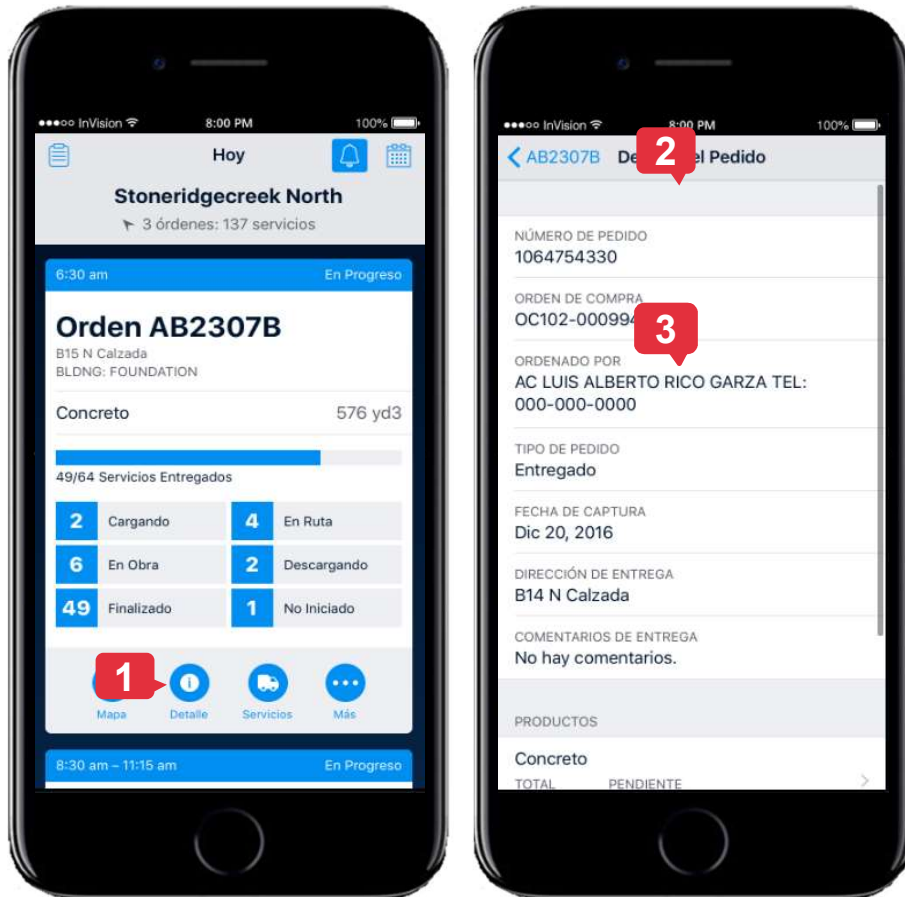 InVision 8:00 PM 100%
Hoy
Stoneridgecreek North
3 órdenes: 137 servicios
6:30 am En Progreso
Orden AB2307B
B15 N Calzada
BLDNG: FOUNDATION
Concreto 576 yd3
49/64 Servicios Entregados
2 Cargando 4 En Ruta
6 En Obra 2 Descargando
49 Finalizado 1 No Iniciado
1
Mapa Detalle Servicios Más
8:30 am – 11:15 am En Progreso
InVision 8:00 PM 100%
AB2307B el Pedido
2
NÚMERO DE PEDIDO
1064754330
ORDEN DE COMPRA
OC102-00099
3
ORDENADO POR
AC LUIS ALBERTO RICO GARZA TEL:
000-000-0000
TIPO DE PEDIDO
Entregado
FECHA DE CAPTURA
Dic 20, 2016
DIRECCIÓN DE ENTREGA
B14 N Calzada
COMENTARIOS DE ENTREGA
No hay comentarios.
PRODUCTOS
Concreto
TOTAL PENDIENTE